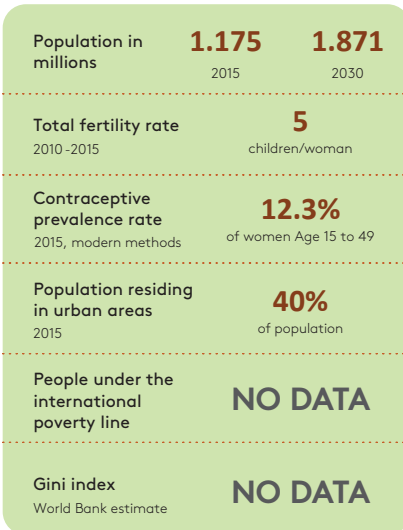 Population in
millions
1.175 1.871
2015 2030
Total fertility rate
2010-2015
5
children/woman
Contraceptive
prevalence rate
2015, modern methods
12.3%
of women Age 15 to 49
Population residing
in urban areas
2015
40%
of population
People under the
international
poverty line
NO DATA
Gini index
World Bank estimate
NO DATA